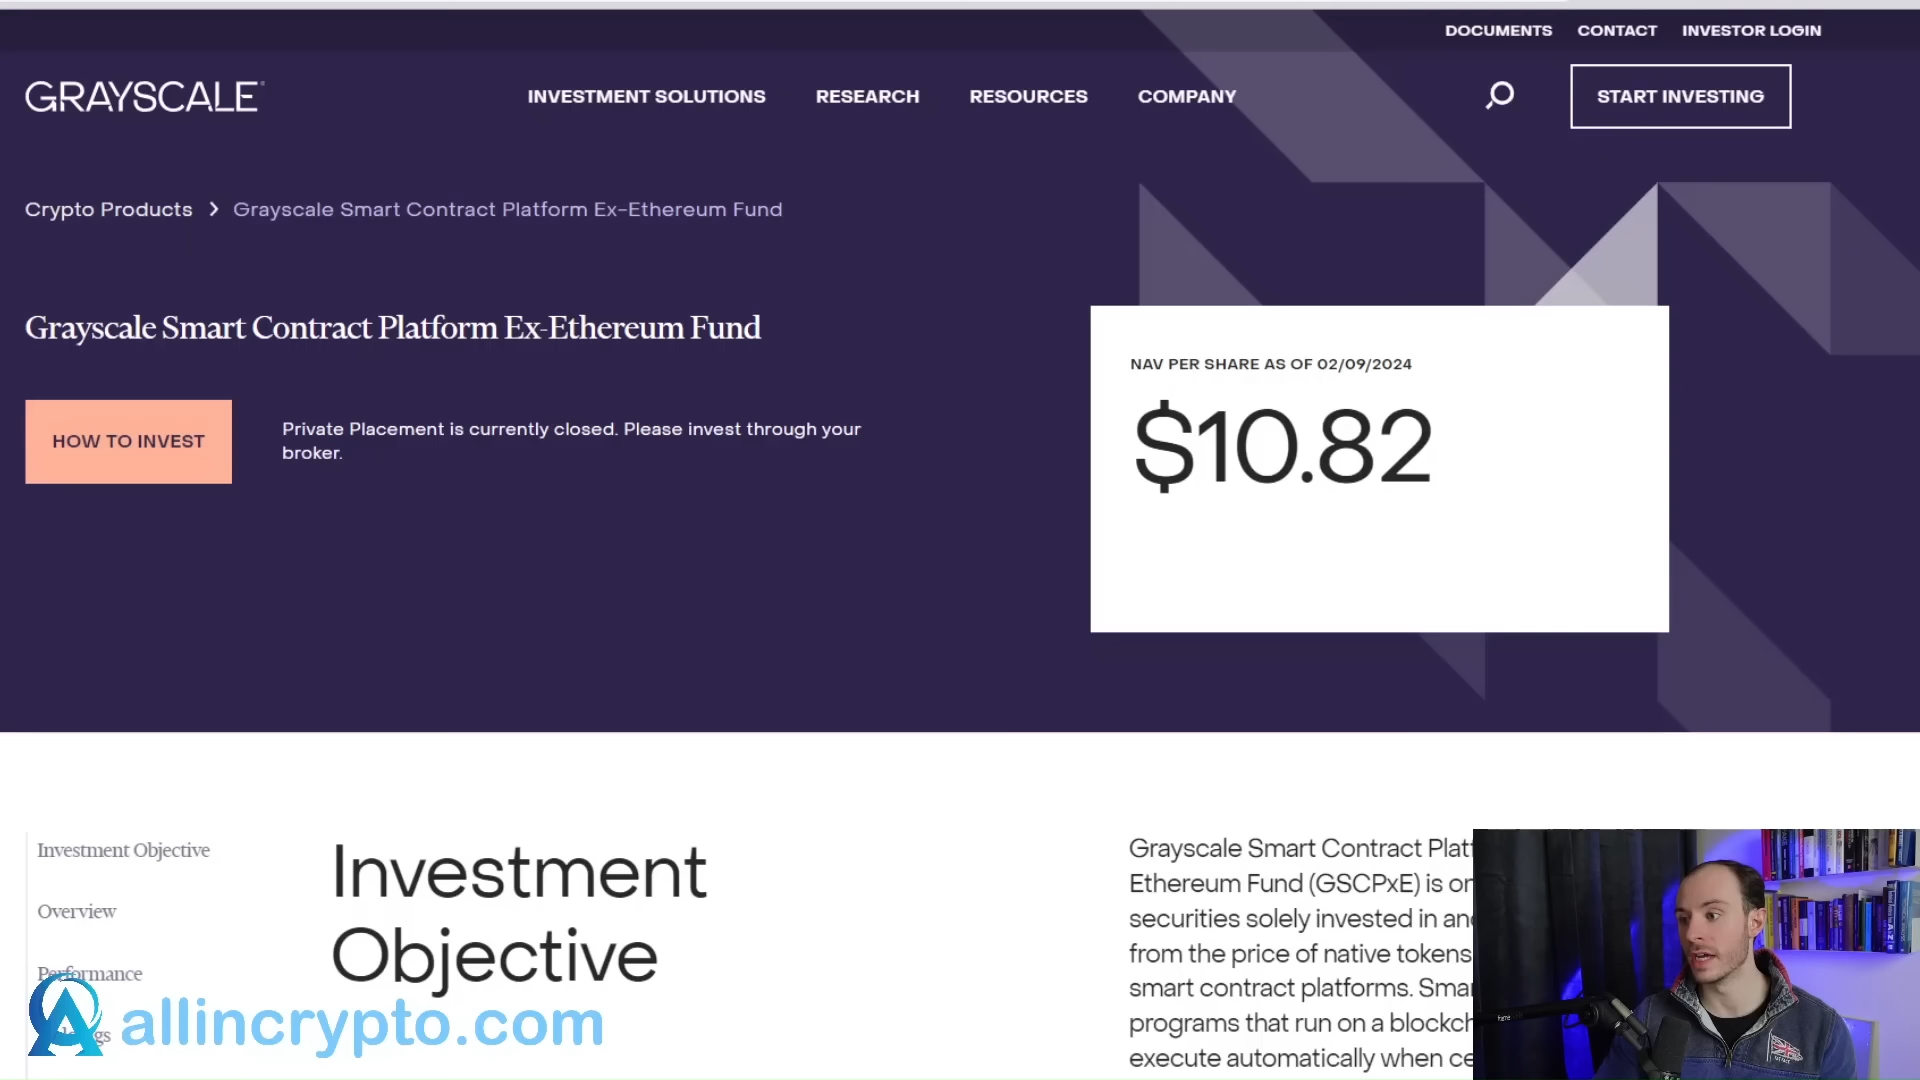 DOCUMENTS CONTACT INVESTOR LOGIN
GRAYSCALE
INVESTMENT SOLUTIONS RESEARCH RESOURCES COMPANY
START INVESTING
Crypto Products > Grayscale Smart Contract Platform Ex-Ethereum Fund
Grayscale Smart Contract Platform Ex-Ethereum Fund
HOW TO INVEST
Private Placement is currently closed. Please invest through your
broker.
NAV PER SHARE AS OF 02/09/2024
$10.82
Investment Objective
Overview
Performance
Investment
Objective
Grayscale Smart Contract Platf
Ethereum Fund (GSCPxE) is on
securities solely invested in and
from the price of native tokens
smart contract platforms. Smar
programs that run on a blockch
execute automatically when ce
allincrypto.com